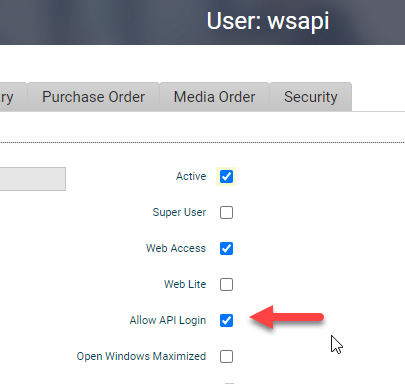 User: wsapi
ry Purchase Order Media Order Security
Active
Super User
Web Access
Web Lite
Allow API Login
Open Windows Maximized